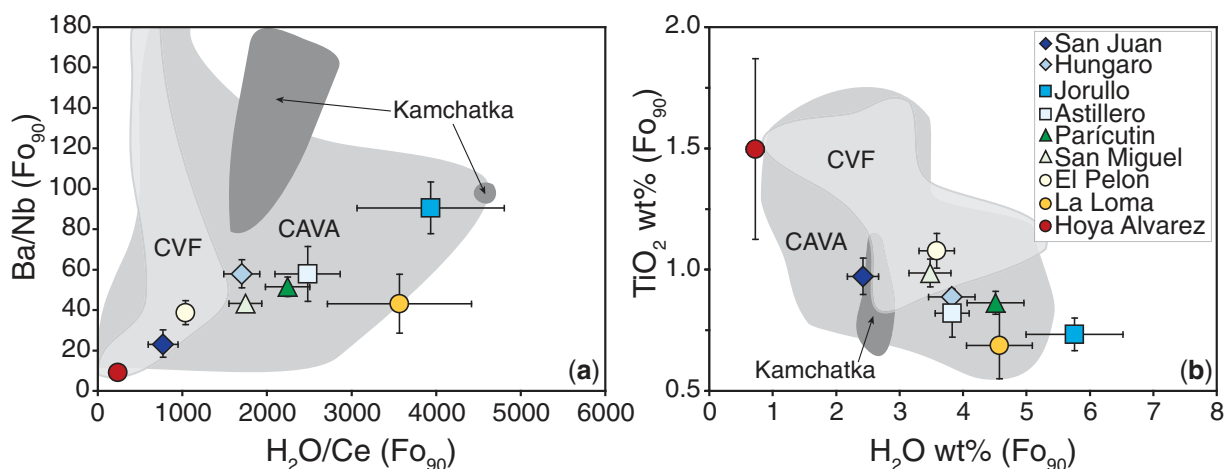 180
160
140
120
100
80
60
40
20
0
Ba/Nb (Fo90)
Kamchatka
CVF
CAVA
(a)
0 1000 2000 3000 4000 5000 6000
H2O/Ce (Fo90)
2.0
1.5
1.0
0.5
TiO2 wt% (Fo90)
San Juan
Hungaro
Jorullo
Astillero
Parícutin
San Miguel
El Pelon
La Loma
Hoya Alvarez
CVF
CAVA
Kamchatka
(b)
0 1 2 3 4 5 6 7 8
H2O wt% (Fo90)